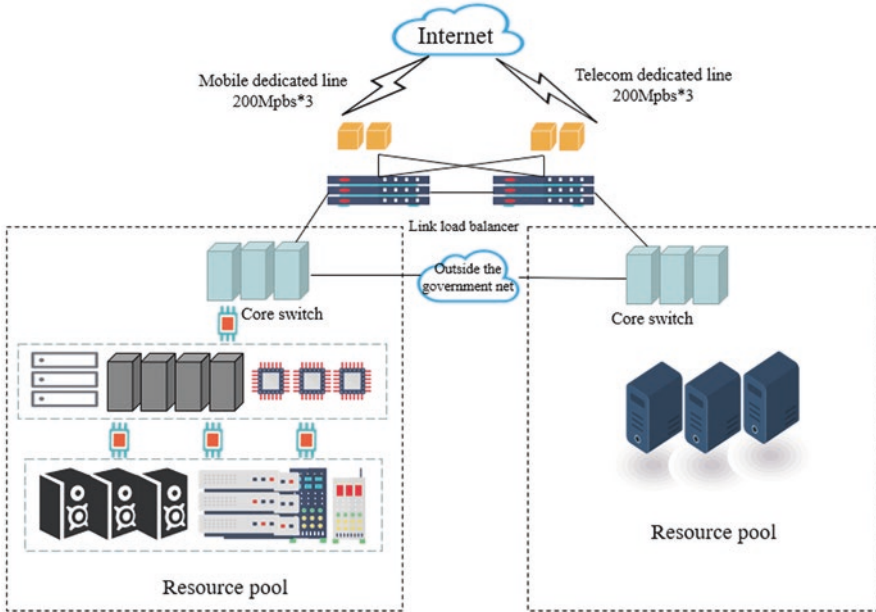 Internet
Mobile dedicated line
200Mpbs*3
Telecom dedicated line
200Mpbs*3
Link load balancer
Outside the
government net
Core switch
Core switch
Resource pool
Resource pool